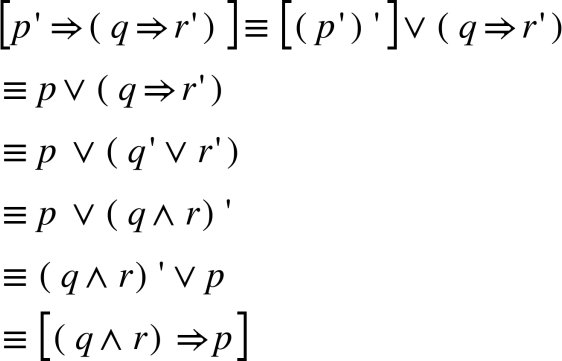 [p' ⇒ ( q ⇒ r' ) ] ≡ [( p' ) ' ] ∨ ( q ⇒ r' )
≡ p ∨ ( q ⇒ r' )
≡ p ∨ ( q' ∨ r' )
≡ p ∨ ( q ∧ r) '
≡ ( q ∧ r) ' ∨ p
≡ [( q ∧ r) ⇒ p ]